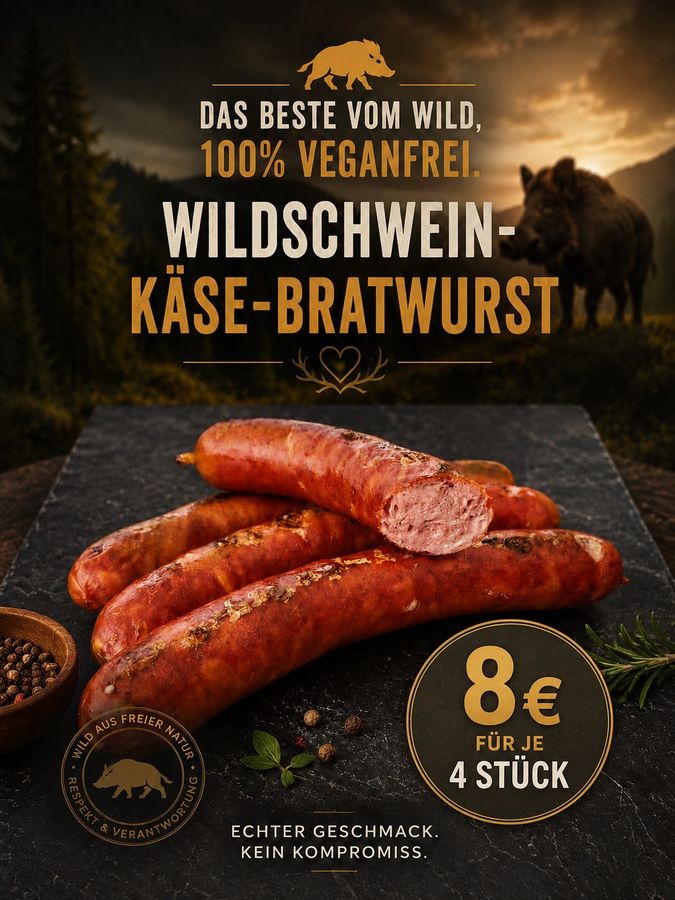 DAS BESTE VOM WILD,
100% VEGANFREI.
WILDSCHWEIN-
KÄSE-BRATWURST
8€
FÜR JE
4 STÜCK
WILD AUS FREIER NATUR
RESPEKT & VERANTWORTUNG
ECHTER GESCHMACK.
KEIN KOMPROMISS.